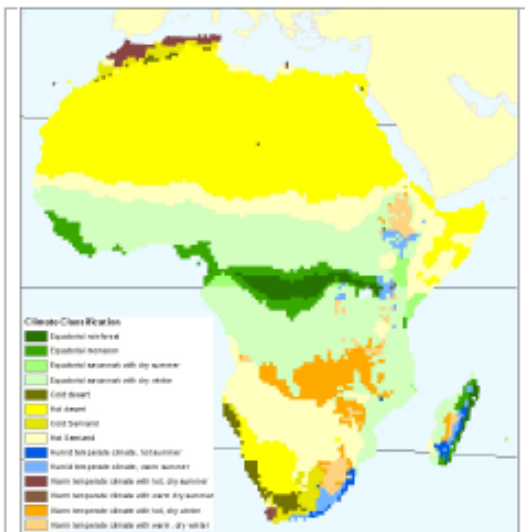 Climate Classification
Equatorial rainforest
Equatorial monsoon
Equatorial savannah with dry summer
Equatorial savannah with dry winter
Cold desert
Hot desert
Cold Semiarid
Hot Semiarid
Humid temperate climate, hot summer
Humid temperate climate, warm summer
Warm temperate climate with hot, dry summer
Warm temperate climate with warm dry summer
Warm temperate climate with hot, dry winter
Warm temperate climate with warm, dry winter